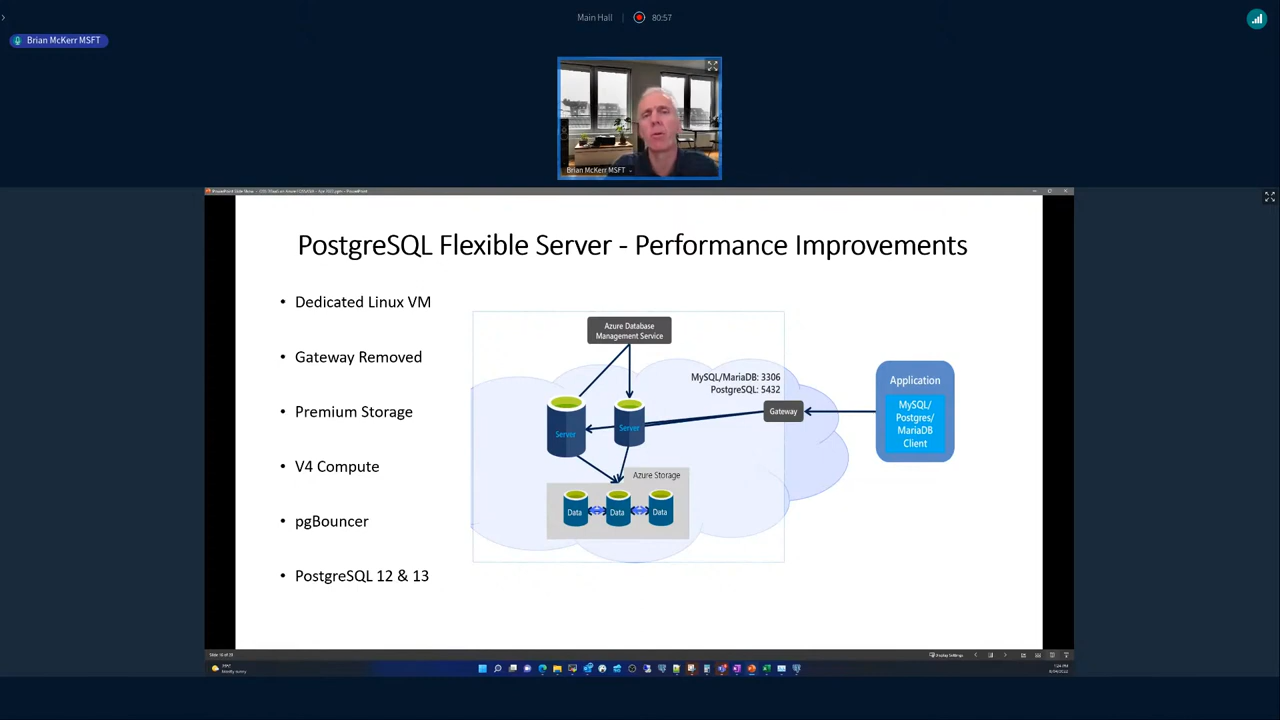 Main Hall
80:57
Brian McKerr MSFT
Brian McKerr MSFT
PostgreSQL Flexible Server - Performance Improvements
• Dedicated Linux VM
• Gateway Removed
• Premium Storage
• V4 Compute
• pgBouncer
• PostgreSQL 12 & 13
Azure Database
Management Service
MySQL/MariaDB: 3306
PostgreSQL: 5432
Server
Server
Gateway
Application
MySQL/
Postgres/
MariaDB
Client
Azure Storage
Data
Data
Data
Display Settings